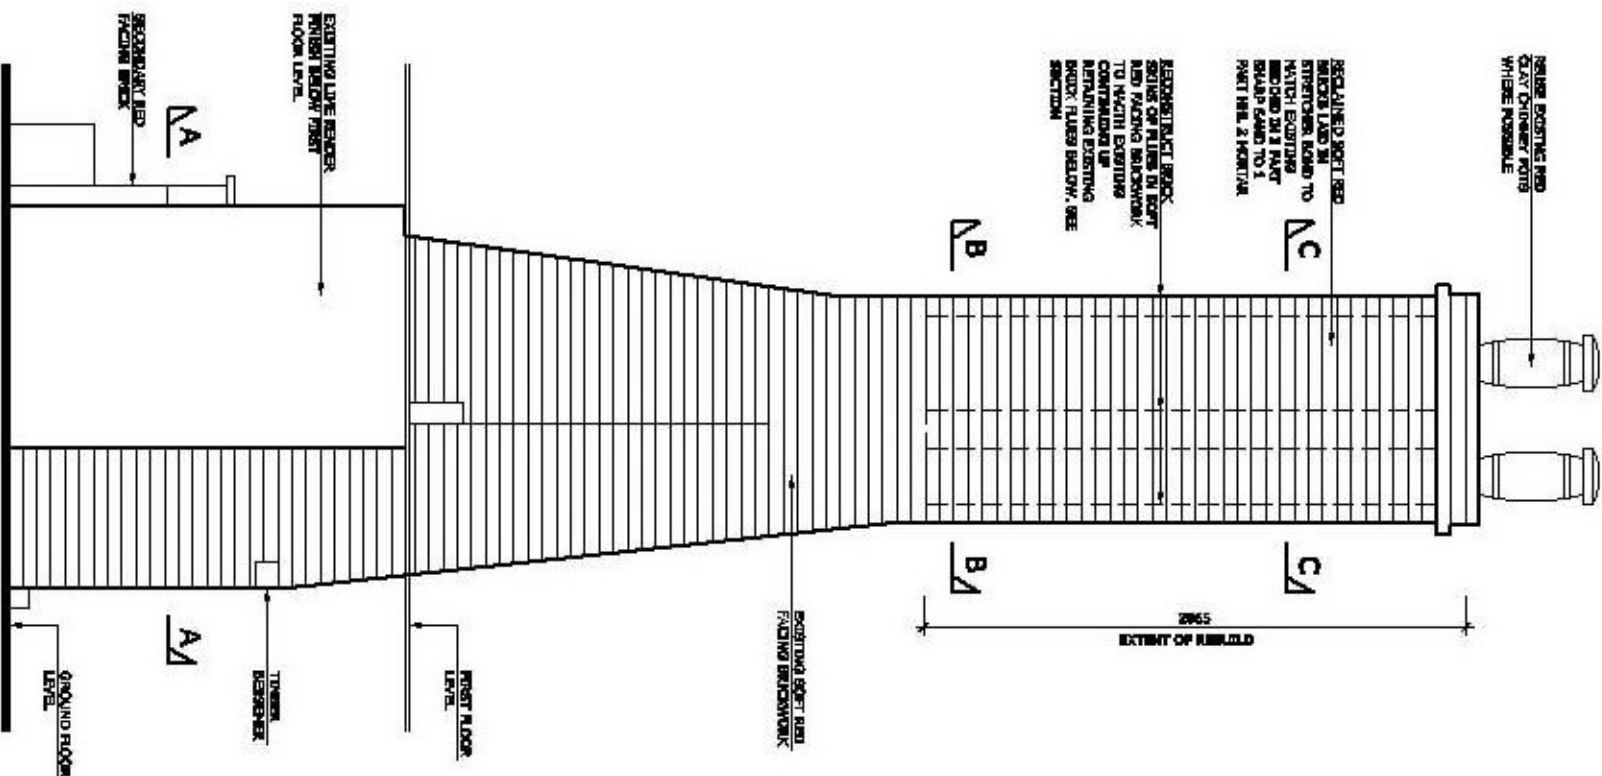 REUSE EXISTING RED
CLAY CHIMNEY POTS
WHERE POSSIBLE
RECLAIMED SOFT RED
BRICKS LAID IN
STRETCHER BOND TO
MATCH EXISTING
BEDDED IN 3 PART
SHARP SAND TO 1
PART NHL 2 MORTAR
C
C
RECONSTRUCT BRICK
SKINS OF FLUES IN SOFT
RED FACING BRICKWORK
TO MACTH EXISTING
CONTINUING UP
RETAINING EXISTING
BRICK FLUES BELOW. SEE
SECTION
EXTENT OF REBUILD
B
B
EXISTING SOFT RED
FACING BRICKWORK
FIRST FLOOR
LEVEL
EXISTING LIME RENDER
FINISH BELOW FIRST
FLOOR LEVEL
TIMBER
A
A
SECONDARY RED
FACING BRICK
GROUND FLOOR
LEVEL